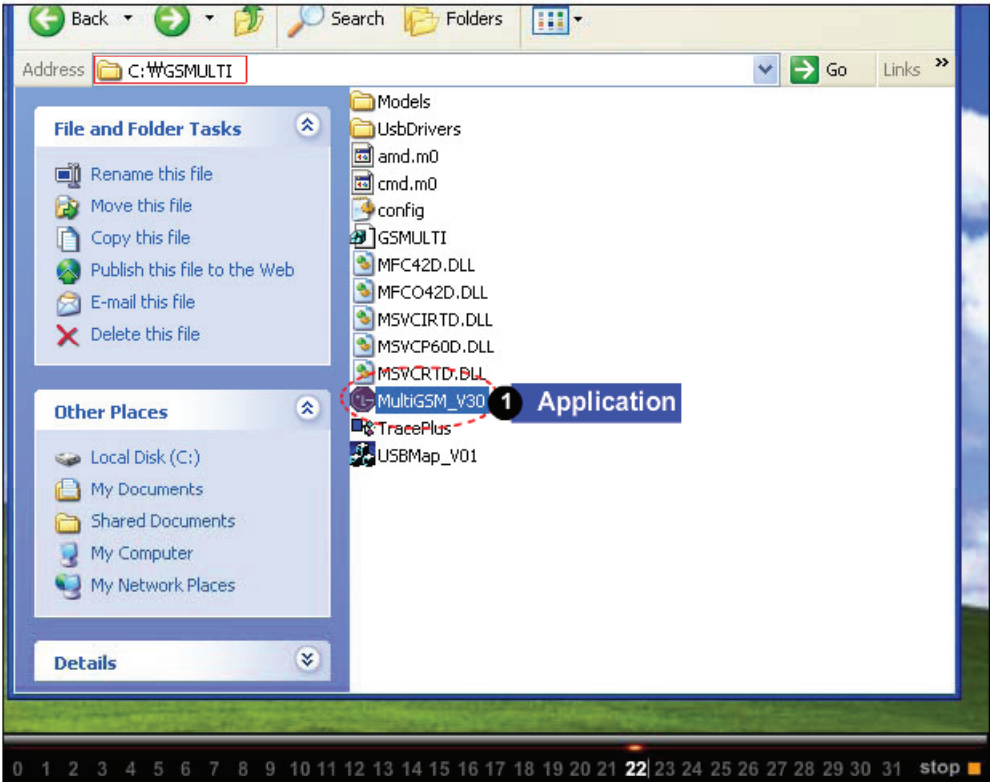 Back Search Folders
Address C:₩GSMULTI Go Links »
File and Folder Tasks
Rename this file
Move this file
Copy this file
Publish this file to the Web
E-mail this file
Delete this file
Other Places
Local Disk (C:)
My Documents
Shared Documents
My Computer
My Network Places
Details
Models
UsbDrivers
amd.m0
cmd.m0
config
GSMULTI
MFC42D.DLL
MFCO42D.DLL
MSVCIRTD.DLL
MSVCP60D.DLL
MSVCRTD.DLL
MultiGSM_V30 1 Application
TracePlus
USBMap_V01
0 1 2 3 4 5 6 7 8 9 10 11 12 13 14 15 16 17 18 19 20 21 22 23 24 25 26 27 28 29 30 31 stop